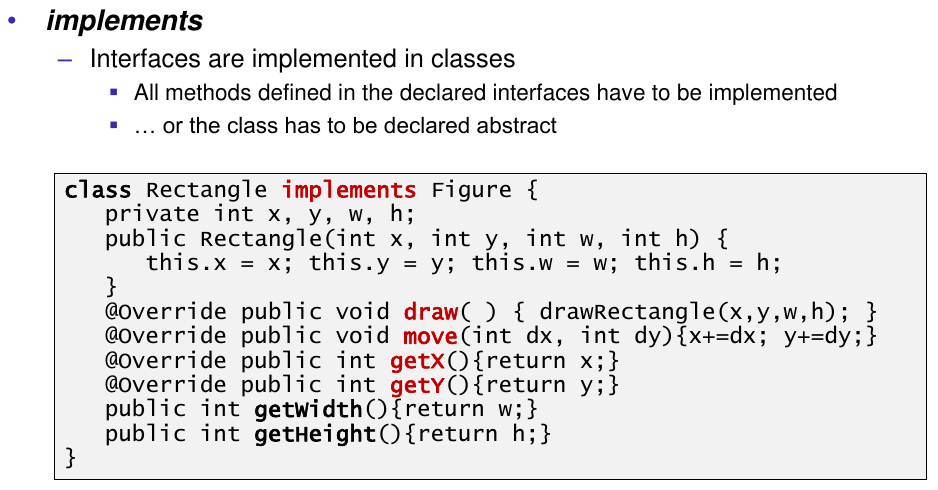 • implements
– Interfaces are implemented in classes
▪ All methods defined in the declared interfaces have to be implemented
▪ … or the class has to be declared abstract
class Rectangle implements Figure {
   private int x, y, w, h;
   public Rectangle(int x, int y, int w, int h) {
      this.x = x; this.y = y; this.w = w; this.h = h;
   }
   @Override public void draw( ) { drawRectangle(x,y,w,h); }
   @Override public void move(int dx, int dy){x+=dx; y+=dy;}
   @Override public int getX(){return x;}
   @Override public int getY(){return y;}
   public int getWidth(){return w;}
   public int getHeight(){return h;}
}